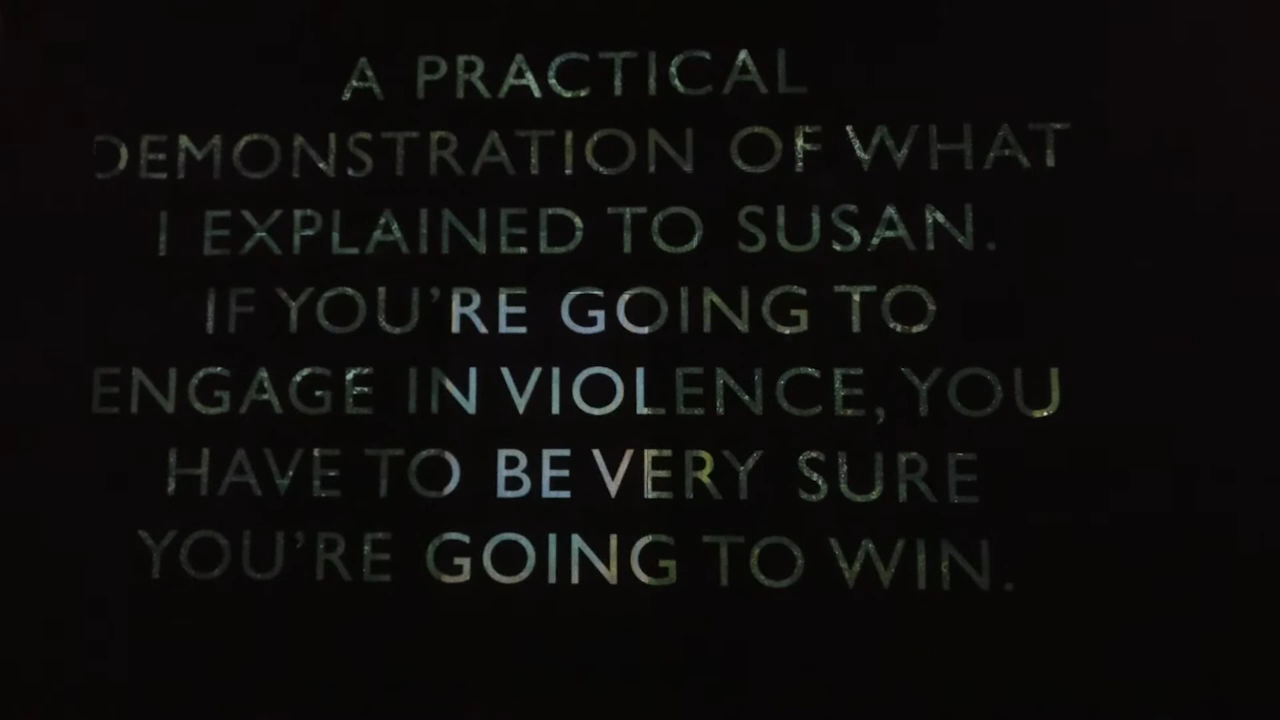 A PRACTICAL
DEMONSTRATION OF WHAT
I EXPLAINED TO SUSAN.
IF YOU'RE GOING TO
ENGAGE IN VIOLENCE, YOU
HAVE TO BE VERY SURE
YOU'RE GOING TO WIN.